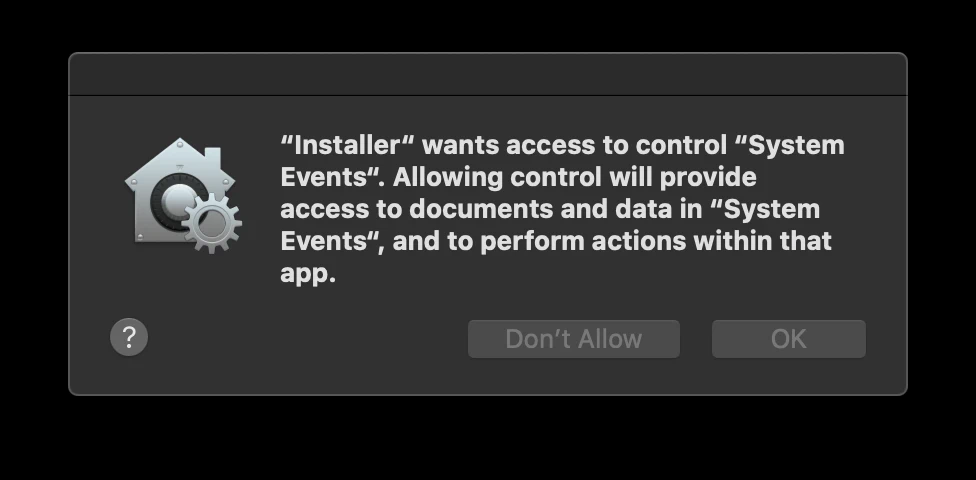 “Installer“ wants access to control “System
Events“. Allowing control will provide
access to documents and data in “System
Events“, and to perform actions within that
app.
?
Don’t Allow
OK